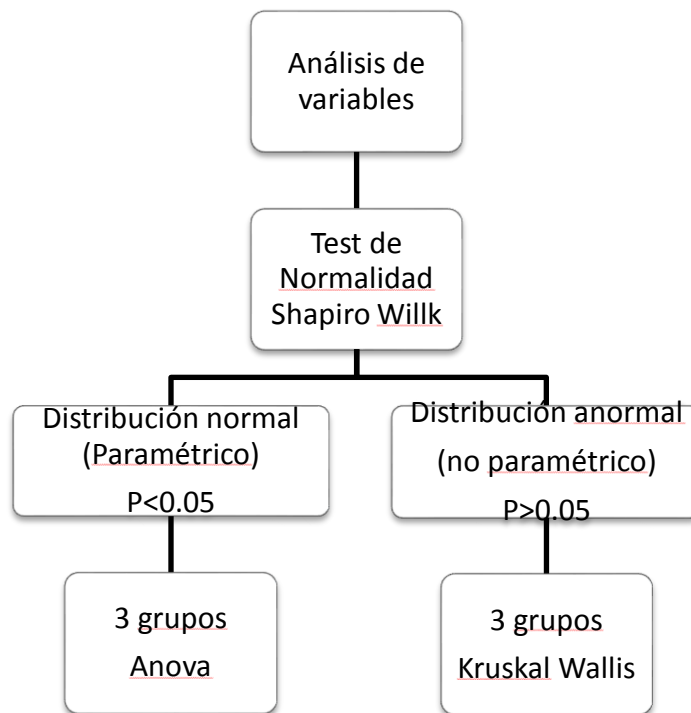 Análisis de
variables
Test de
Normalidad
Shapiro Willk
Distribución normal
(Paramétrico)
P<0.05
Distribución anormal
(no paramétrico)
P>0.05
3 grupos
Anova
3 grupos
Kruskal Wallis